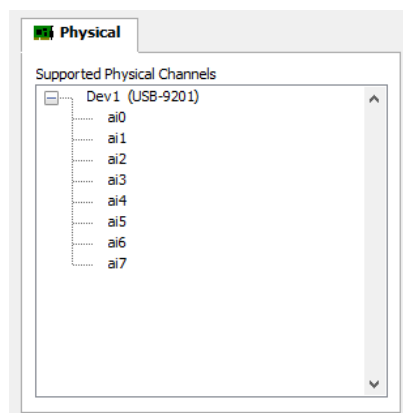 Physical
Supported Physical Channels
Dev1 (USB-9201)
ai0
ai1
ai2
ai3
ai4
ai5
ai6
ai7